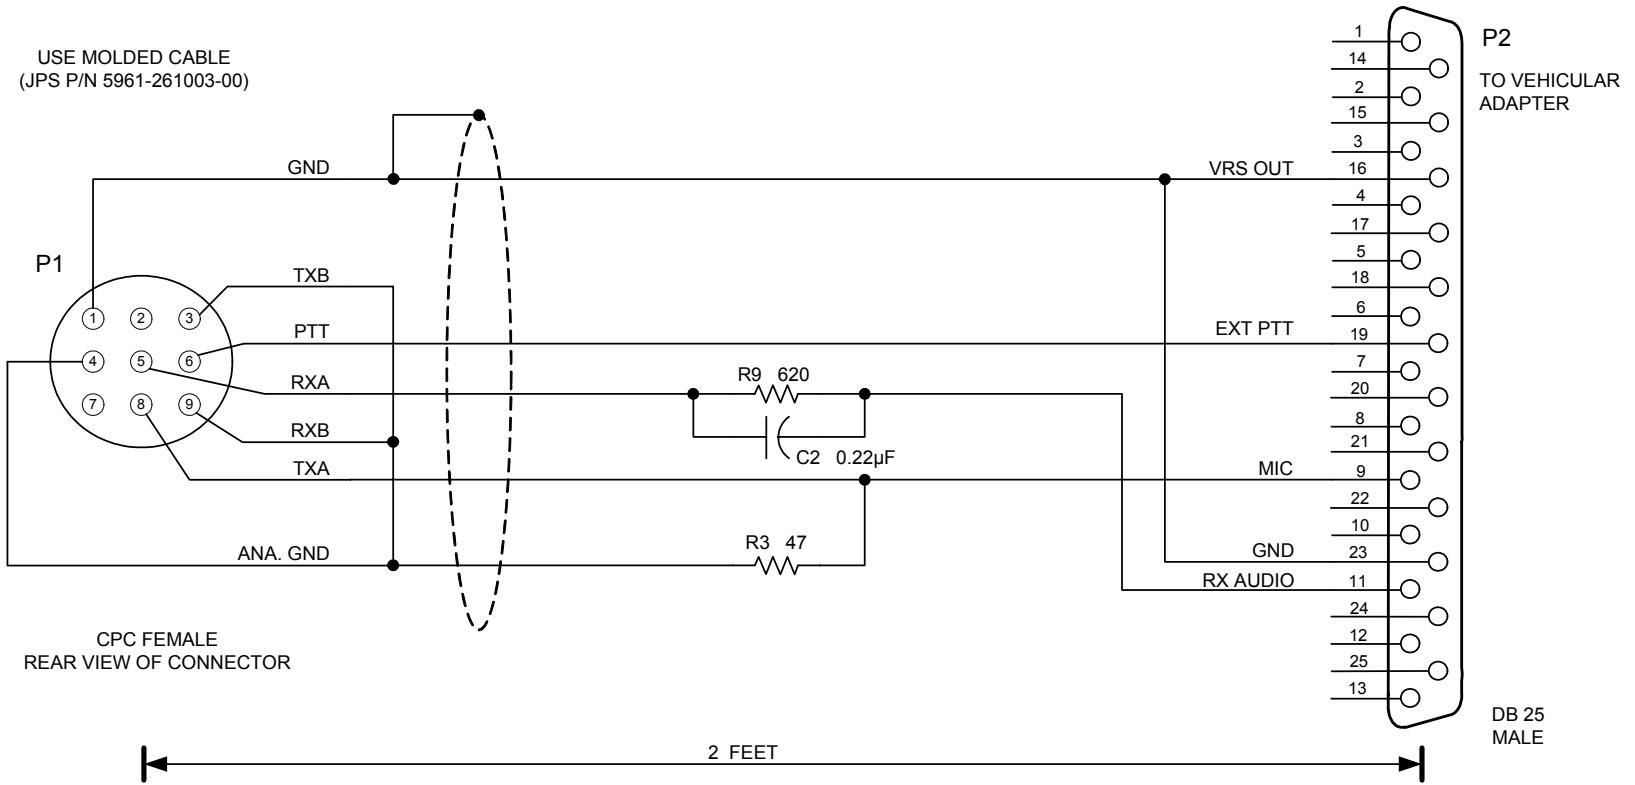 USE MOLDED CABLE
(JPS P/N 5961-261003-00)
P2
TO VEHICULAR
ADAPTER
1
14
2
15
3
VRS OUT 16
4
17
5
18
6
EXT PTT 19
7
20
8
21
MIC 9
22
10
GND 23
RX AUDIO 11
24
12
25
13
GND
P1
TXB
PTT
RXA
RXB
TXA
ANA. GND
1 2 3
4 5 6
7 8 9
R9 620
C2 0.22µF
R3 47
CPC FEMALE
REAR VIEW OF CONNECTOR
DB 25
MALE
2 FEET